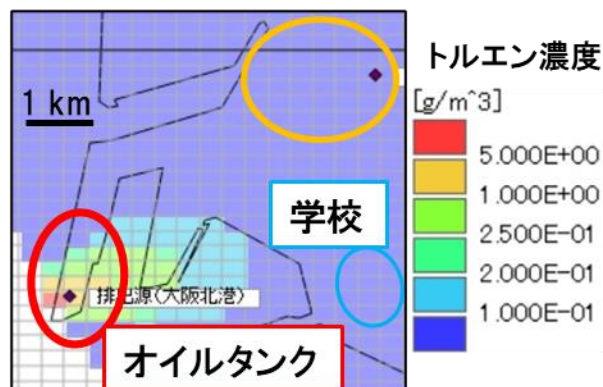 トルエン濃度
[g/m^3]
1 km
5.000E+00
1.000E+00
2.500E-01
2.000E-01
1.000E-01
学校
排出源(大阪北港)
オイルタンク